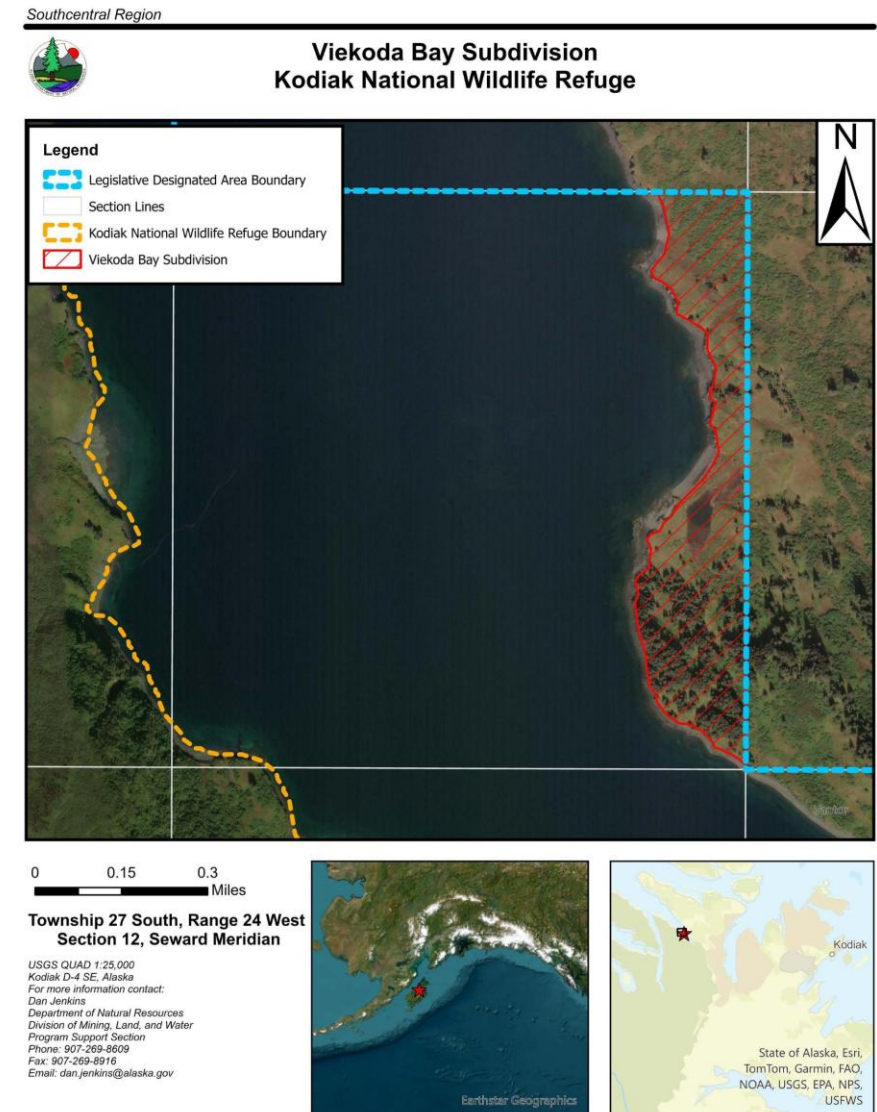 Southcentral Region
Viekoda Bay Subdivision
Kodiak National Wildlife Refuge
Legend
Legislative Designated Area Boundary
Section Lines
Kodiak National Wildlife Refuge Boundary
Viekoda Bay Subdivision
N
Vantor
0 0.15 0.3
Miles
Township 27 South, Range 24 West
Section 12, Seward Meridian
USGS QUAD 1:25,000
Kodiak D-4 SE, Alaska
For more information contact:
Dan Jenkins
Department of Natural Resources
Division of Mining, Land, and Water
Program Support Section
Phone: 907-269-8609
Fax: 907-269-8916
Email: dan.jenkins@alaska.gov
Earthstar Geographics
Kodiak
State of Alaska, Esri,
TomTom, Garmin, FAO,
NOAA, USGS, EPA, NPS,
USFWS